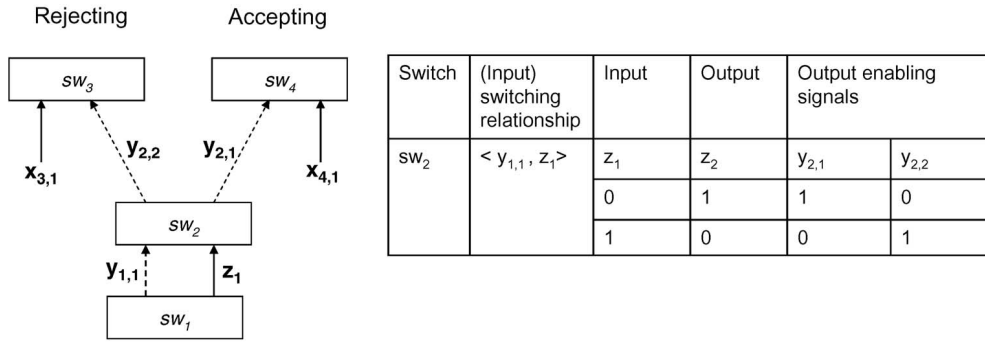 Rejecting Accepting
sw₃ sw₄
y₂,₂ y₂,₁
x₃,₁ x₄,₁
sw₂
y₁,₁ z₁
sw₁
Switch (Input) switching relationship Input Output Output enabling signals
sw₂ < y₁,₁ , z₁> z₁ z₂ y₂,₁ y₂,₂
0 1 1 0
1 0 0 1